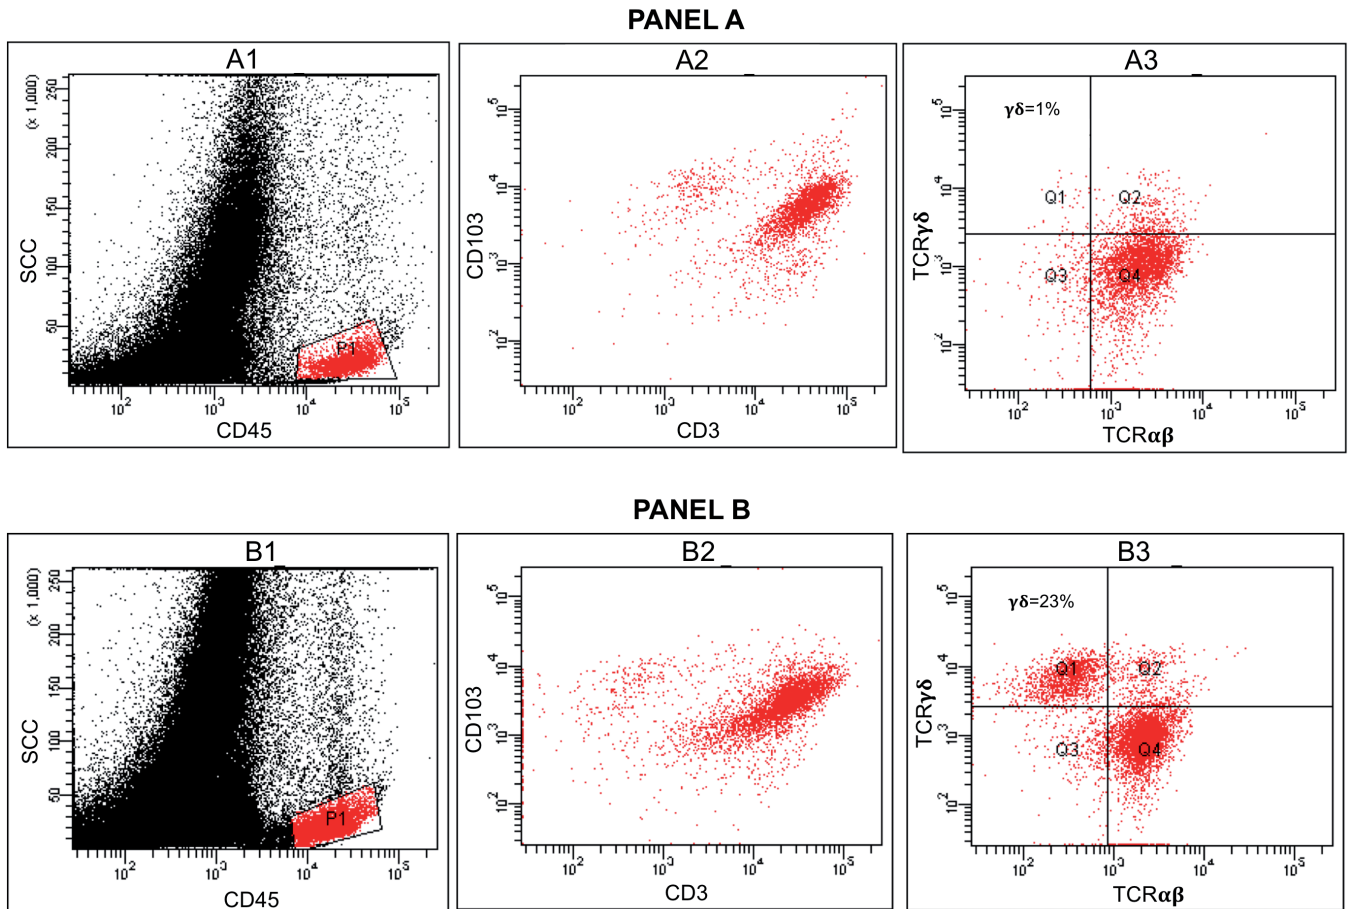 PANEL A
A1
(x 1,000)
250
200
150
100
50
SCC
P1
10² 10³ 10⁴ 10⁵
CD45
A2
10⁵
10⁴
10³
10²
CD103
10² 10³ 10⁴ 10⁵
CD3
A3
γδ=1%
10⁵
10⁴
10³
10²
TCRγδ
Q1 Q2
Q3 Q4
10² 10³ 10⁴ 10⁵
TCRαβ
PANEL B
B1
(x 1,000)
250
200
150
100
50
SCC
P1
10² 10³ 10⁴ 10⁵
CD45
B2
10⁵
10⁴
10³
10²
CD103
10² 10³ 10⁴ 10⁵
CD3
B3
γδ=23%
10⁵
10⁴
10³
10²
TCRγδ
Q1 Q2
Q3 Q4
10² 10³ 10⁴ 10⁵
TCRαβ